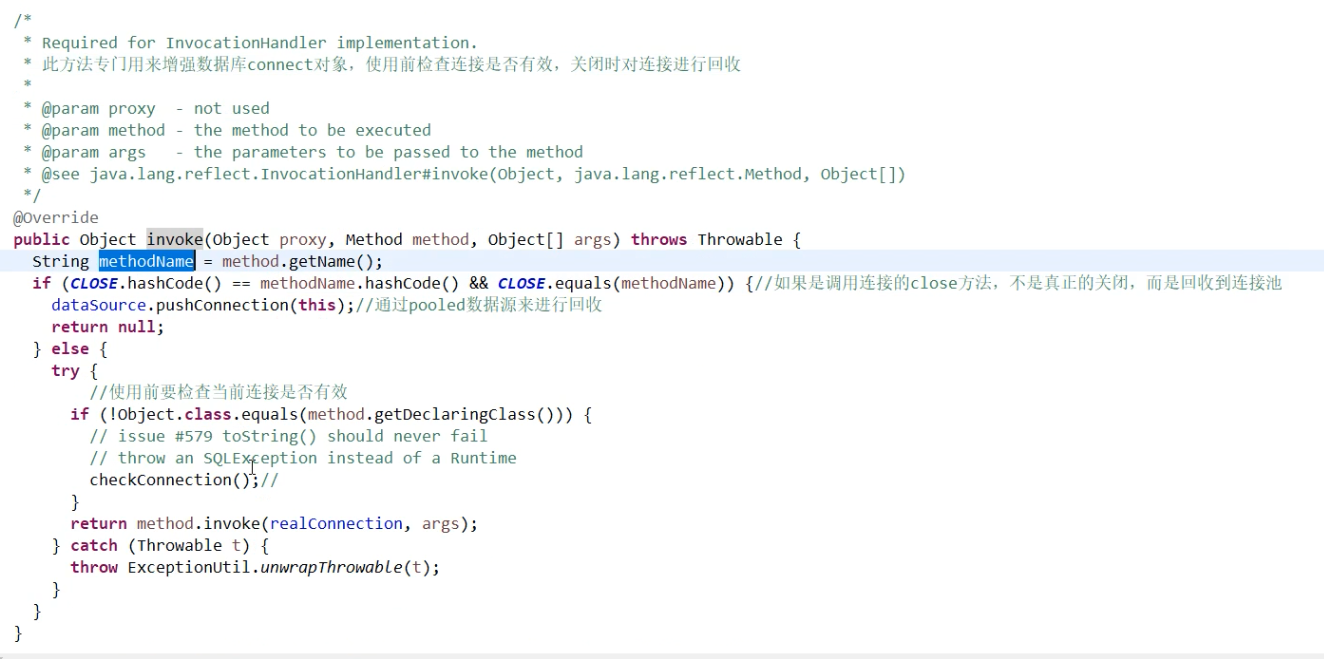 /*
 * Required for InvocationHandler implementation.
 * 此方法专门用来增强数据库connect对象，使用前检查连接是否有效，关闭时对连接进行回收
 *
 * @param proxy  - not used
 * @param method - the method to be executed
 * @param args   - the parameters to be passed to the method
 * @see java.lang.reflect.InvocationHandler#invoke(Object, java.lang.reflect.Method, Object[])
 */
@Override
public Object invoke(Object proxy, Method method, Object[] args) throws Throwable {
  String methodName = method.getName();
  if (CLOSE.hashCode() == methodName.hashCode() && CLOSE.equals(methodName)) {//如果是调用连接的close方法，不是真正的关闭，而是回收到连接池
    dataSource.pushConnection(this);//通过pooled数据源来进行回收
    return null;
  } else {
    try {
        //使用前要检查当前连接是否有效
      if (!Object.class.equals(method.getDeclaringClass())) {
        // issue #579 toString() should never fail
        // throw an SQLException instead of a Runtime
        checkConnection();//
      }
      return method.invoke(realConnection, args);
    } catch (Throwable t) {
      throw ExceptionUtil.unwrapThrowable(t);
    }
  }
}